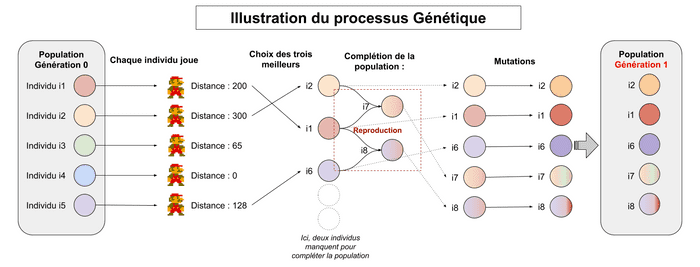 Illustration du processus Génétique
Population
Génération 0
Individu i1
Individu i2
Individu i3
Individu i4
Individu i5
Chaque individu joue
Distance : 200
Distance : 300
Distance : 65
Distance : 0
Distance : 128
Choix des trois
meilleurs
i2
i1
i6
Ici, deux individus
manquent pour
compléter la population
Complétion de la
population :
i7
Reproduction
i8
Mutations
i2
i1
i6
i7
i8
i2
i1
i6
i7
i8
Population
Génération 1
i2
i1
i6
i7
i8